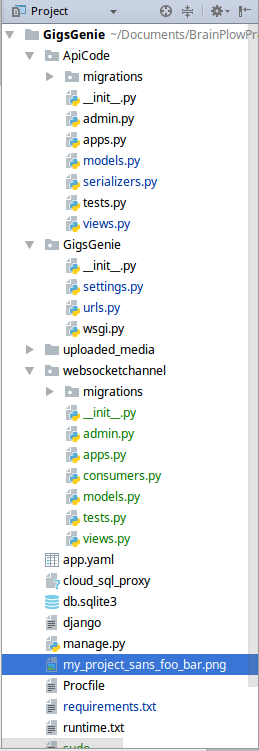 Project
GigsGenie ~/Documents/BrainPlowPr
ApiCode
migrations
__init__.py
admin.py
apps.py
models.py
serializers.py
tests.py
views.py
GigsGenie
__init__.py
settings.py
urls.py
wsgi.py
uploaded_media
websocketchannel
migrations
__init__.py
admin.py
apps.py
consumers.py
models.py
tests.py
views.py
app.yaml
cloud_sql_proxy
db.sqlite3
django
manage.py
my_project_sans_foo_bar.png
Procfile
requirements.txt
runtime.txt